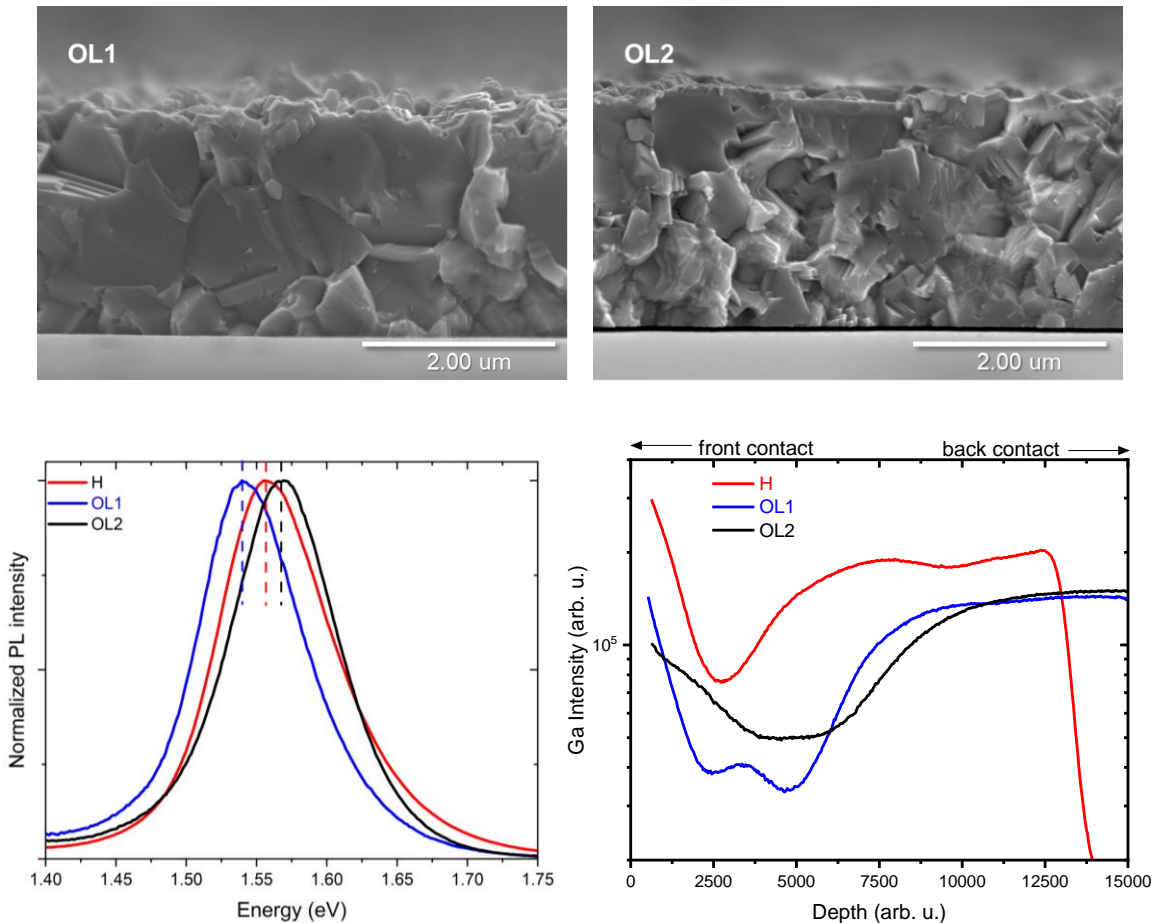 OL1
2.00 um
OL2
2.00 um
H
OL1
OL2
Normalized PL intensity
1.40 1.45 1.50 1.55 1.60 1.65 1.70 1.75
Energy (eV)
front contact back contact
H
OL1
OL2
10^5
Ga Intensity (arb. u.)
0 2500 5000 7500 10000 12500 15000
Depth (arb. u.)